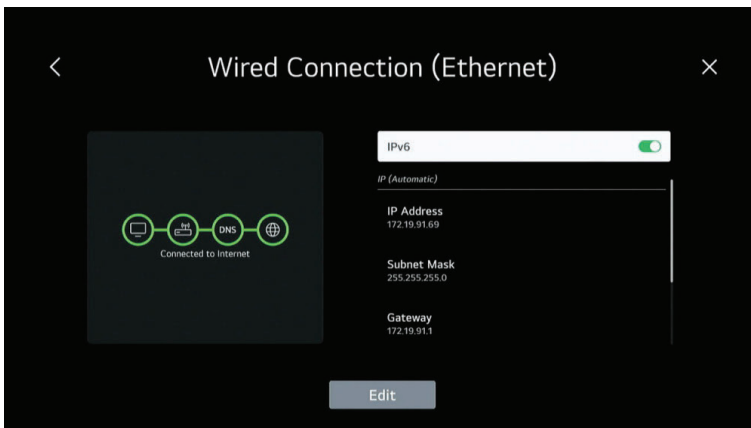 Wired Connection (Ethernet)
IPv6
IP (Automatic)
IP Address
172.19.91.69
Subnet Mask
255.255.255.0
Gateway
172.19.91.1
DNS
Connected to Internet
Edit